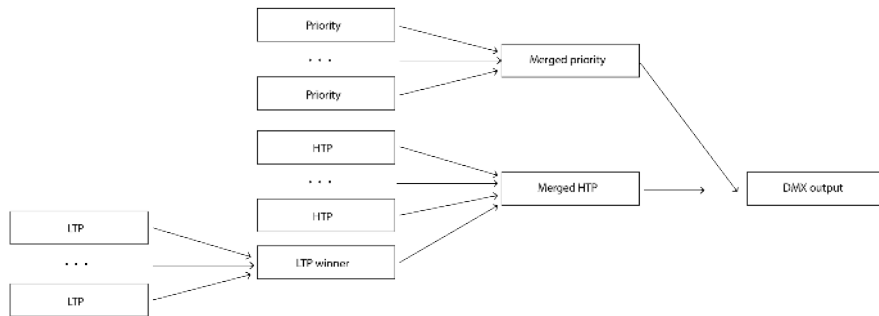 Priority
. . .
Priority
Merged priority
HTP
. . .
HTP
Merged HTP
DMX output
LTP
. . .
LTP
LTP winner